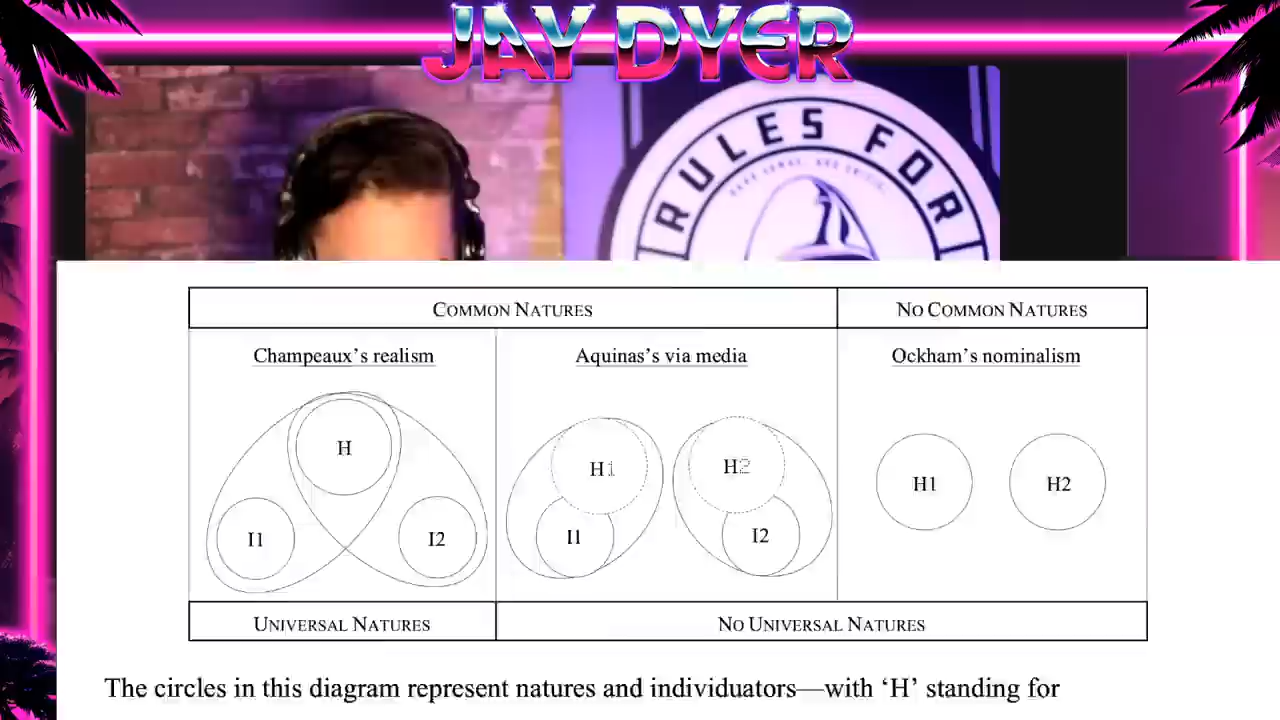 JAY DYER
RULES FOR
COMMON NATURES
NO COMMON NATURES
Champeaux's realism
Aquinas's via media
Ockham's nominalism
H
I1
I2
H1
I1
H2
I2
H1
H2
UNIVERSAL NATURES
NO UNIVERSAL NATURES
The circles in this diagram represent natures and individuators—with ‘H’ standing for